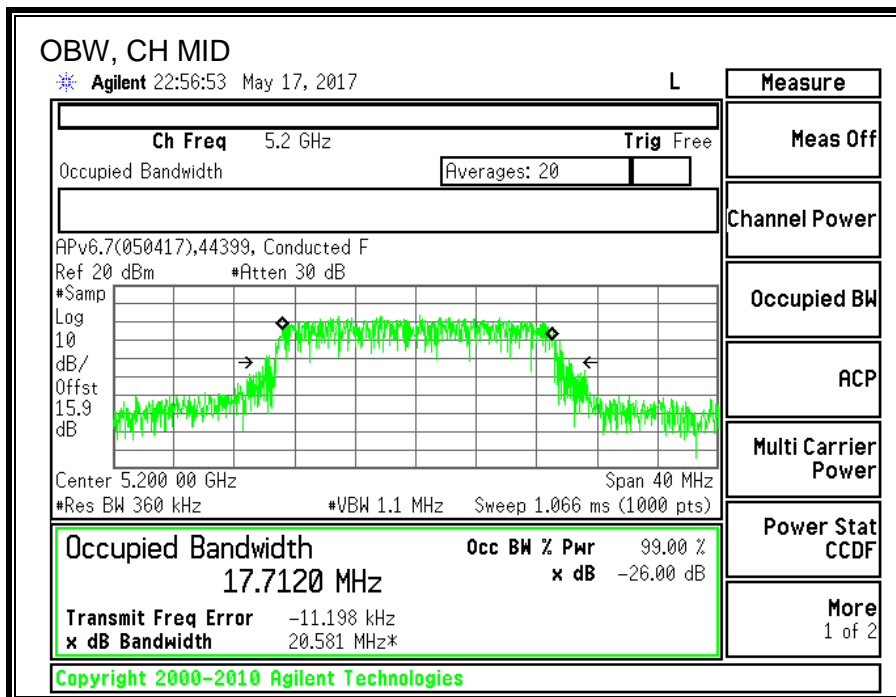 OBW, CH MID
Agilent 22:56:53 May 17, 2017 L
Measure
Ch Freq 5.2 GHz Trig Free
Occupied Bandwidth Averages: 20
APv6.7(050417),44399, Conducted F
Ref 20 dBm #Atten 30 dB
#Samp
Log
10
dB/
Offst
15.9
dB
Center 5.200 00 GHz Span 40 MHz
#Res BW 360 kHz #VBW 1.1 MHz Sweep 1.066 ms (1000 pts)
Occupied Bandwidth Occ BW % Pwr 99.00 %
17.7120 MHz x dB -26.00 dB
Transmit Freq Error -11.198 kHz
x dB Bandwidth 20.581 MHz*
Copyright 2000-2010 Agilent Technologies
Meas Off
Channel Power
Occupied BW
ACP
Multi Carrier
Power
Power Stat
CCDF
More
1 of 2